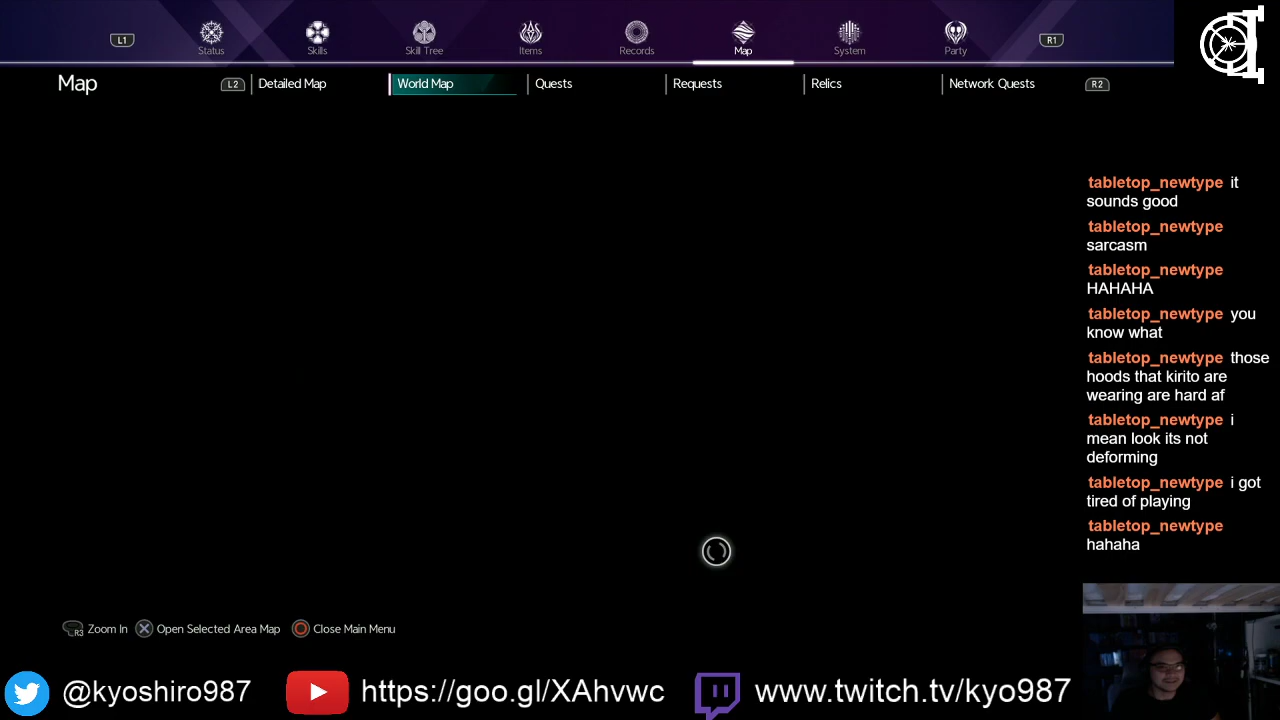 L1 Status Skills Skill Tree Items Records Map System Party R1
Map L2 Detailed Map World Map Quests Requests Relics Network Quests R2
tabletop_newtype it
sounds good
tabletop_newtype
sarcasm
tabletop_newtype
HAHAHA
tabletop_newtype you
know what
tabletop_newtype those
hoods that kirito are
wearing are hard af
tabletop_newtype i
mean look its not
deforming
tabletop_newtype i got
tired of playing
tabletop_newtype
hahaha
R3 Zoom In Open Selected Area Map Close Main Menu
@kyoshiro987 https://goo.gl/XAhvwc www.twitch.tv/kyo987